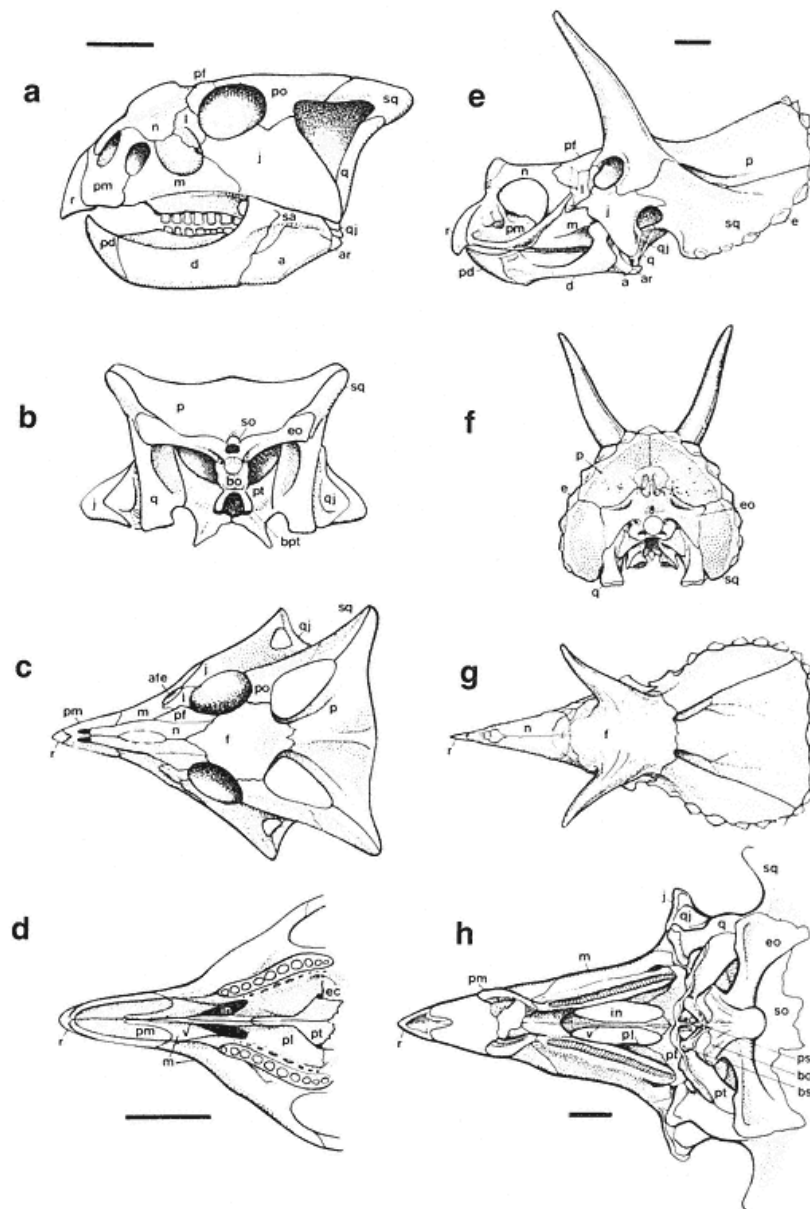 a
pf
po
sq
n
l
j
pm
m
q
r
sa
qj
pd
d
a
ar
e
pf
p
n
l
j
pm
m
sq
e
r
qj
q
pd
d
a
ar
b
p
so
sq
eo
bo
pt
j
q
qj
bpt
f
p
e
eo
q
sq
c
sq
qj
afe
j
l
pm
m
pf
po
p
n
f
r
g
n
f
r
d
ec
in
pm
v
pt
pl
r
m
h
sq
j
qj
q
m
eo
pm
in
so
v
pl
r
pt
ps
bo
pt
bs